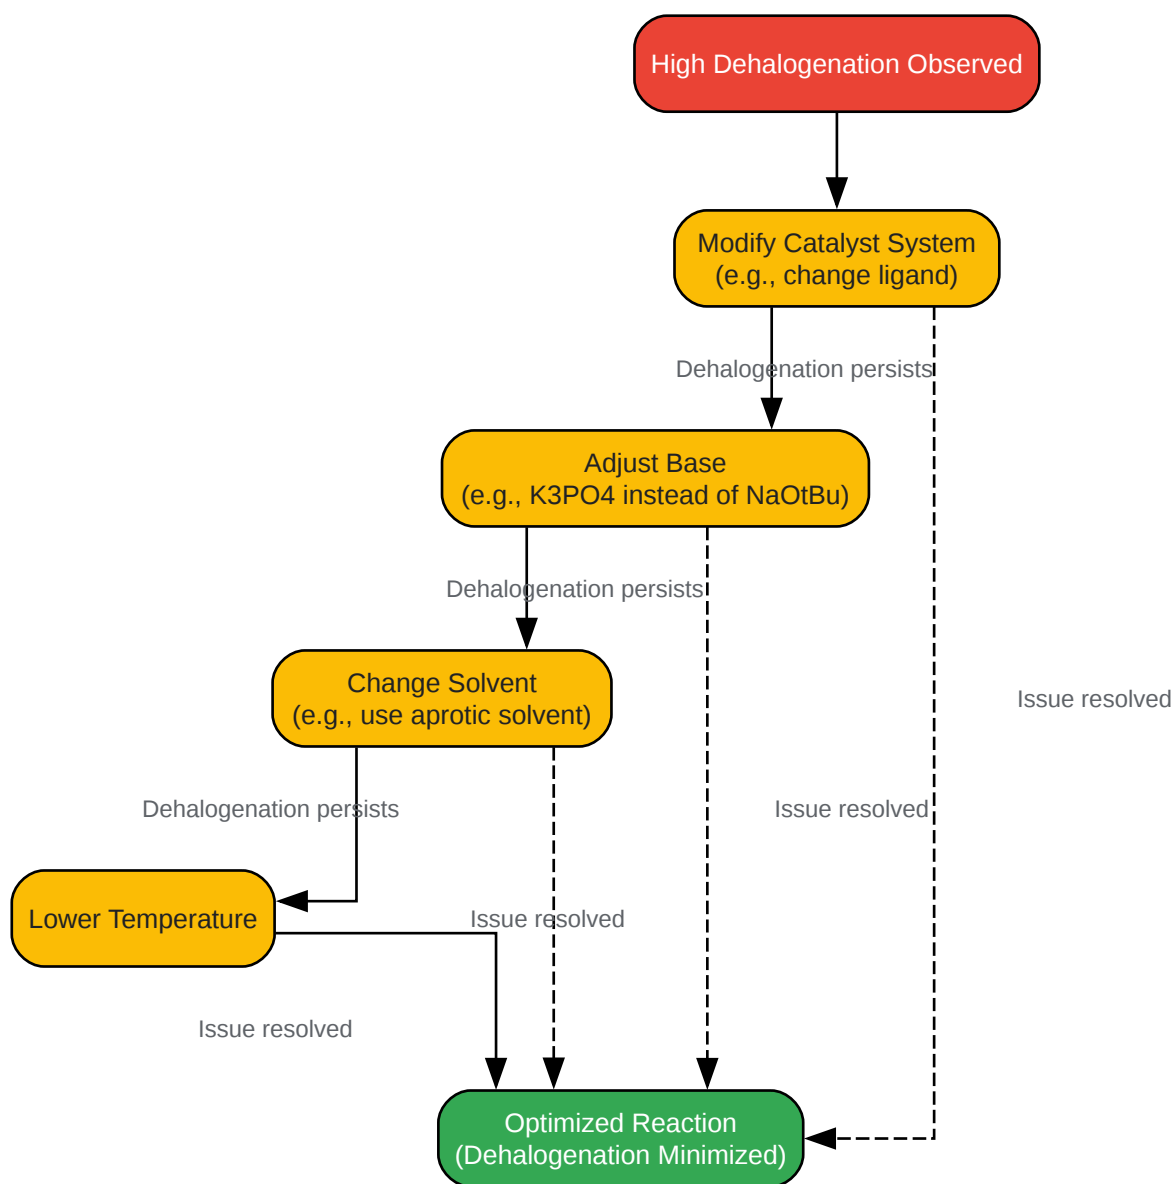 High Dehalogenation Observed
Modify Catalyst System
(e.g., change ligand)
Dehalogenation persists
Adjust Base
(e.g., K3PO4 instead of NaOtBu)
Dehalogenation persists
Change Solvent
(e.g., use aprotic solvent)
Issue resolved
Dehalogenation persists
Issue resolved
Lower Temperature
Issue resolved
Issue resolved
Optimized Reaction
(Dehalogenation Minimized)